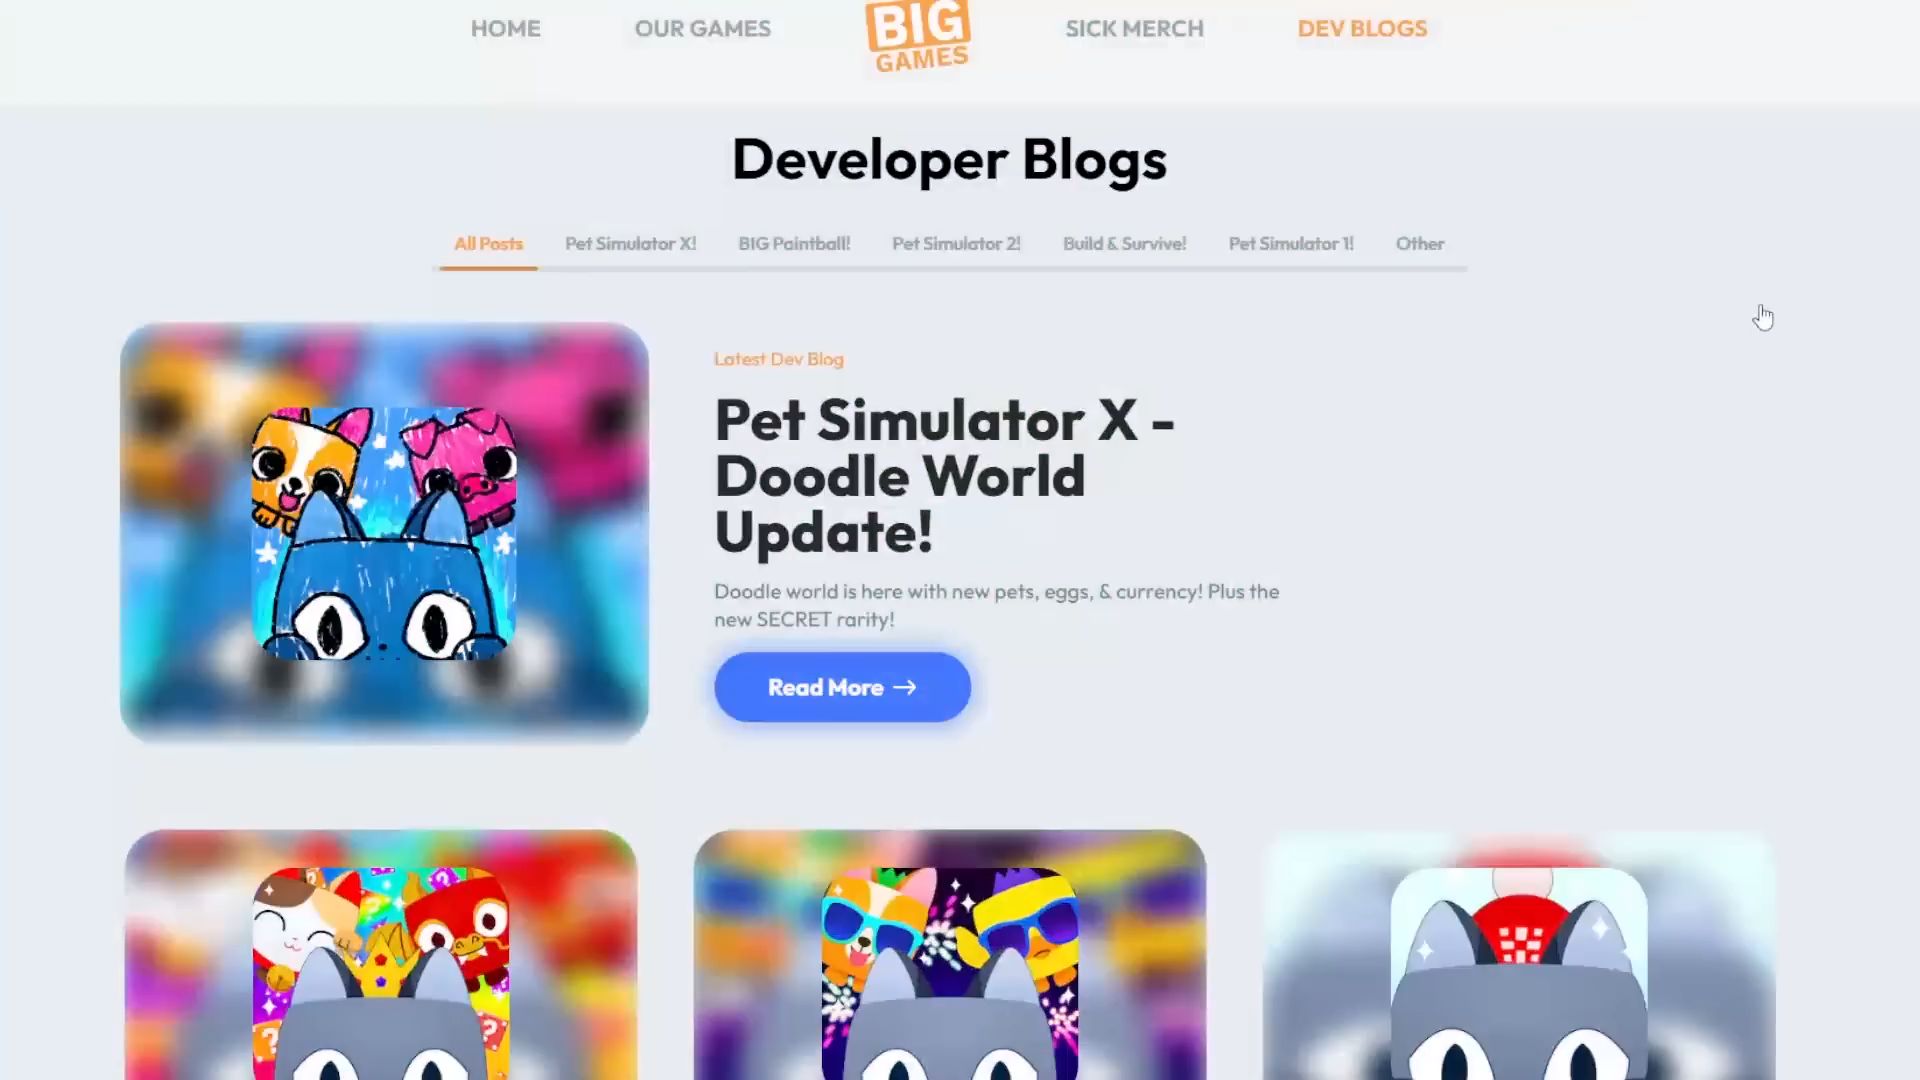 HOME
OUR GAMES
BIG
GAMES
SICK MERCH
DEV BLOGS
Developer Blogs
All Posts
Pet Simulator X!
BIG Paintball!
Pet Simulator 2!
Build & Survive!
Pet Simulator 1!
Other
Latest Dev Blog
Pet Simulator X -
Doodle World
Update!
Doodle world is here with new pets, eggs, & currency! Plus the
new SECRET rarity!
Read More →